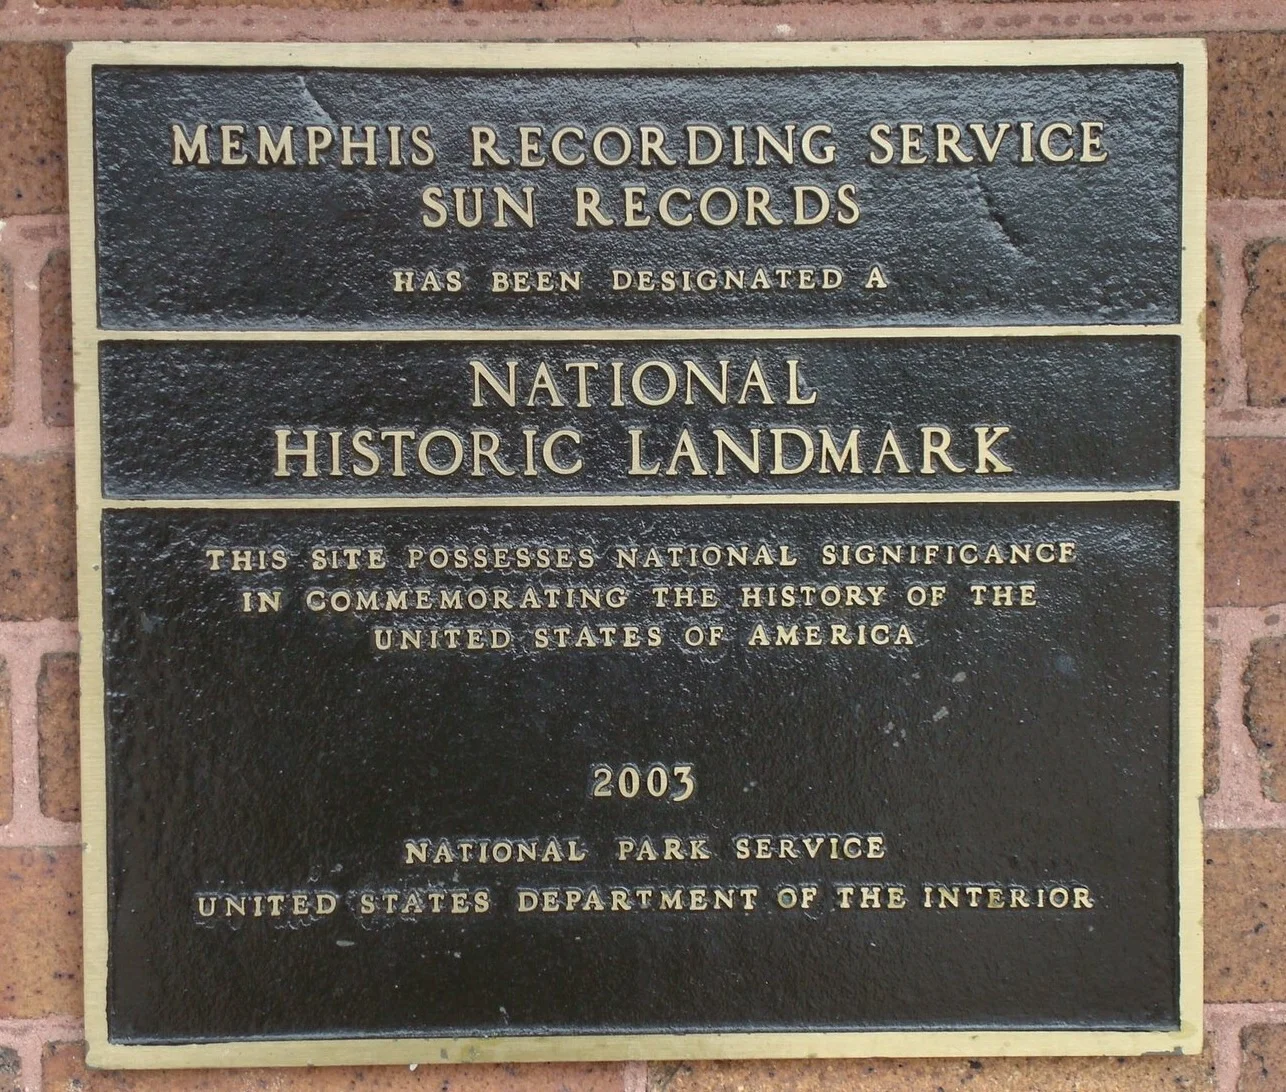 MEMPHIS RECORDING SERVICE
SUN RECORDS
HAS BEEN DESIGNATED A
NATIONAL
HISTORIC LANDMARK
THIS SITE POSSESSES NATIONAL SIGNIFICANCE
IN COMMEMORATING THE HISTORY OF THE
UNITED STATES OF AMERICA
2003
NATIONAL PARK SERVICE
UNITED STATES DEPARTMENT OF THE INTERIOR